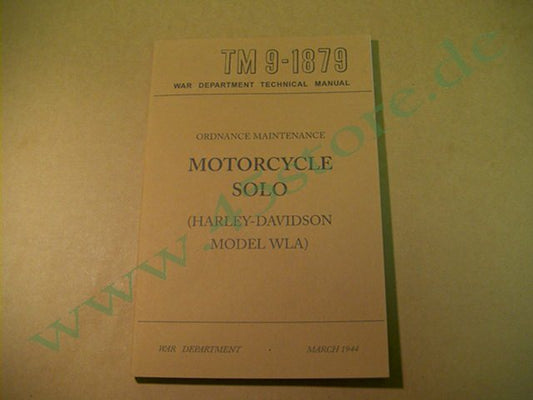 TM 9-1879
WAR DEPARTMENT TECHNICAL MANUAL
ORDNANCE MAINTENANCE
MOTORCYCLE
SOLO
(HARLEY-DAVIDSON
MODEL WLA)
WAR DEPARTMENT · MARCH 1944
www.45store.de